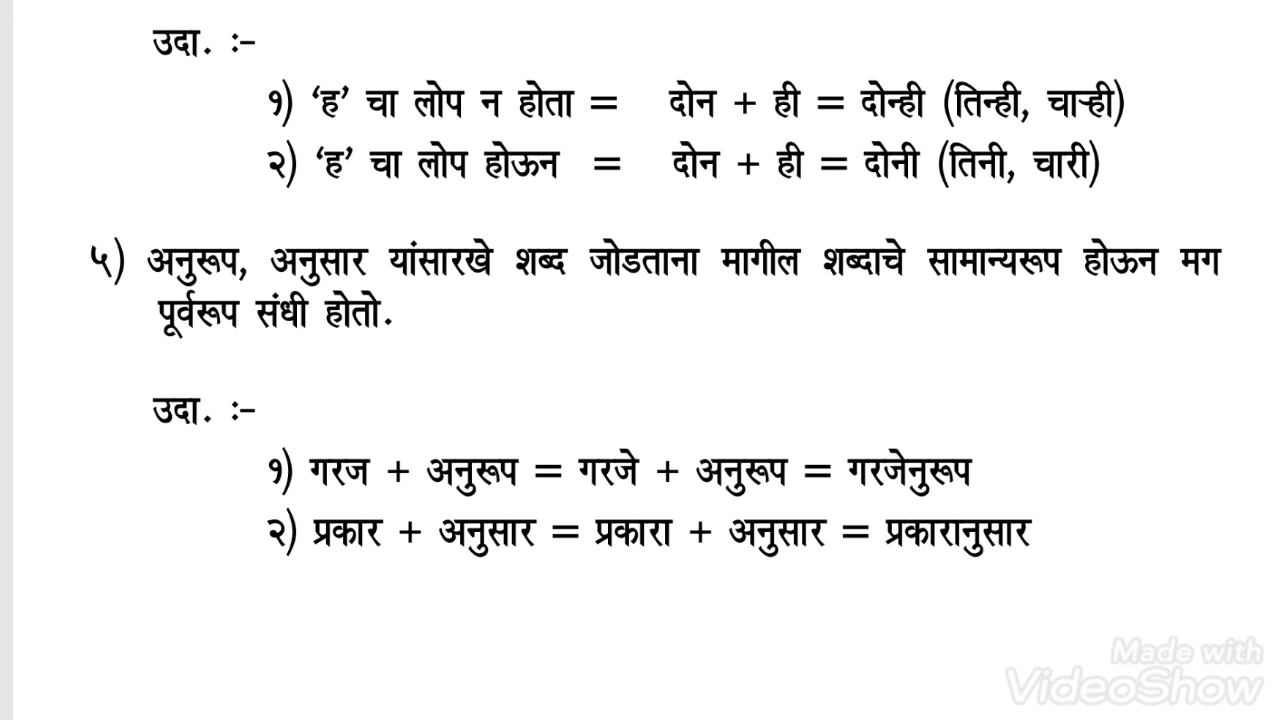 उदा. :-
१) ‘ह’ चा लोप न होता = दोन + ही = दोन्ही (तिन्ही, चाऱ्ही)
२) ‘ह’ चा लोप होऊन = दोन + ही = दोनी (तिनी, चारी)
५) अनुरूप, अनुसार यांसारखे शब्द जोडताना मागील शब्दाचे सामान्यरूप होऊन मग
पूर्वरूप संधी होतो.
उदा. :-
१) गरज + अनुरूप = गरजे + अनुरूप = गरजेनुरूप
२) प्रकार + अनुसार = प्रकारा + अनुसार = प्रकारानुसार
Made with
VideoShow